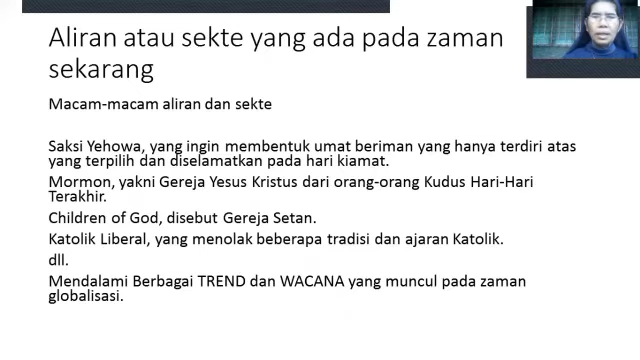 Aliran atau sekte yang ada pada zaman
sekarang
Macam-macam aliran dan sekte
Saksi Yehowa, yang ingin membentuk umat beriman yang hanya terdiri atas
yang terpilih dan diselamatkan pada hari kiamat.
Mormon, yakni Gereja Yesus Kristus dari orang-orang Kudus Hari-Hari
Terakhir.
Children of God, disebut Gereja Setan.
Katolik Liberal, yang menolak beberapa tradisi dan ajaran Katolik.
dll.
Mendalami Berbagai TREND dan WACANA yang muncul pada zaman
globalisasi.